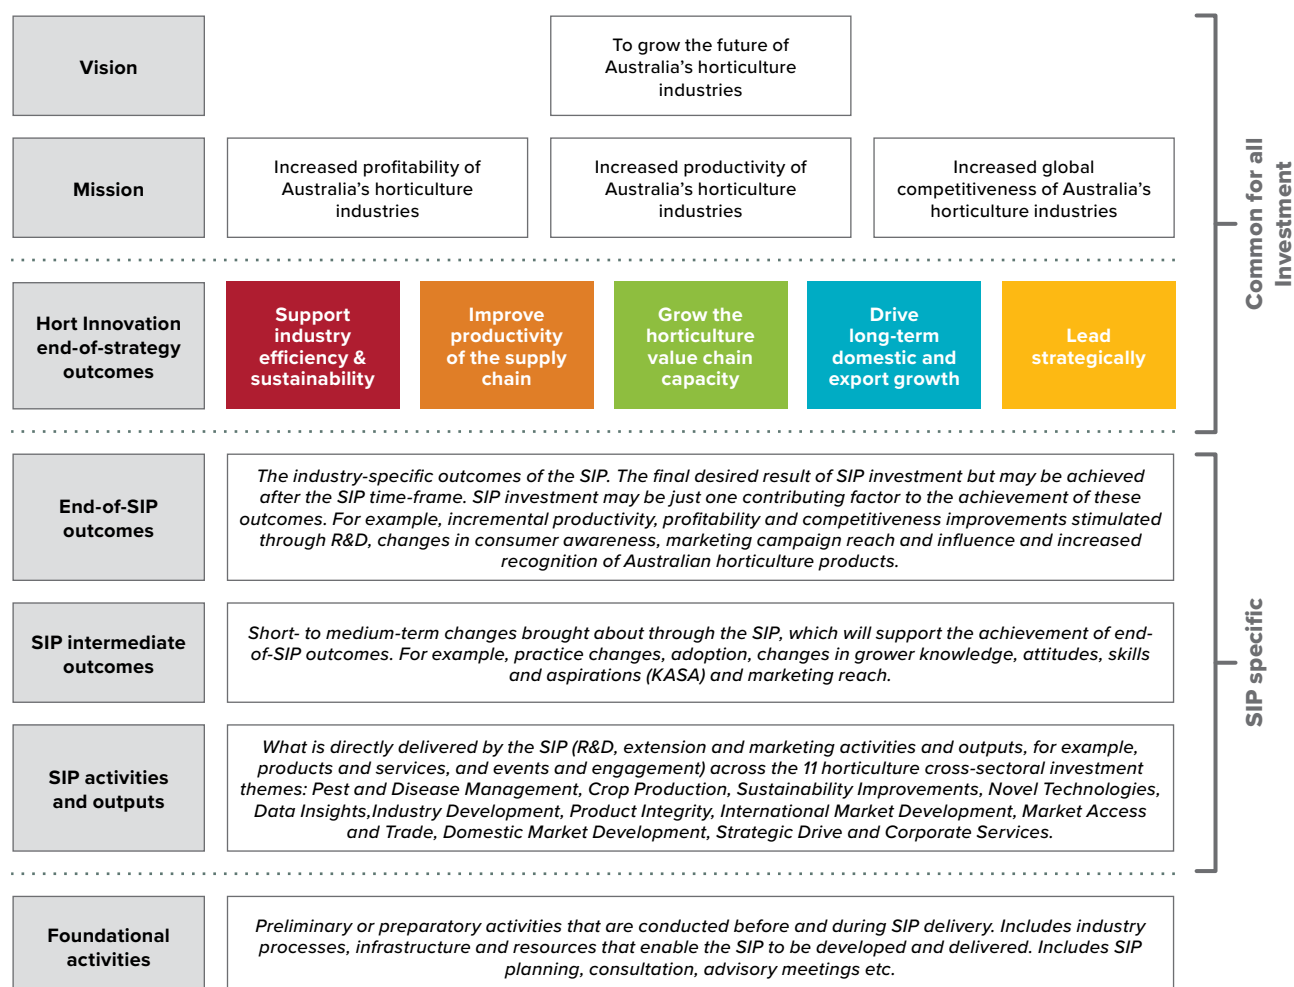 Vision
To grow the future of
Australia’s horticulture
industries
Mission
Increased profitability of
Australia’s horticulture
industries
Increased productivity of
Australia’s horticulture
industries
Increased global
competitiveness of Australia’s
horticulture industries
Common for all
Investment
Hort Innovation
end-of-strategy
outcomes
Support
industry
efficiency &
sustainability
Improve
productivity
of the supply
chain
Grow the
horticulture
value chain
capacity
Drive
long-term
domestic and
export growth
Lead
strategically
End-of-SIP
outcomes
The industry-specific outcomes of the SIP. The final desired result of SIP investment but may be achieved
after the SIP time-frame. SIP investment may be just one contributing factor to the achievement of these
outcomes. For example, incremental productivity, profitability and competitiveness improvements stimulated
through R&D, changes in consumer awareness, marketing campaign reach and influence and increased
recognition of Australian horticulture products.
SIP intermediate
outcomes
Short- to medium-term changes brought about through the SIP, which will support the achievement of end-
of-SIP outcomes. For example, practice changes, adoption, changes in grower knowledge, attitudes, skills
and aspirations (KASA) and marketing reach.
SIP specific
SIP activities
and outputs
What is directly delivered by the SIP (R&D, extension and marketing activities and outputs, for example,
products and services, and events and engagement) across the 11 horticulture cross-sectoral investment
themes: Pest and Disease Management, Crop Production, Sustainability Improvements, Novel Technologies,
Data Insights,Industry Development, Product Integrity, International Market Development, Market Access
and Trade, Domestic Market Development, Strategic Drive and Corporate Services.
Foundational
activities
Preliminary or preparatory activities that are conducted before and during SIP delivery. Includes industry
processes, infrastructure and resources that enable the SIP to be developed and delivered. Includes SIP
planning, consultation, advisory meetings etc.